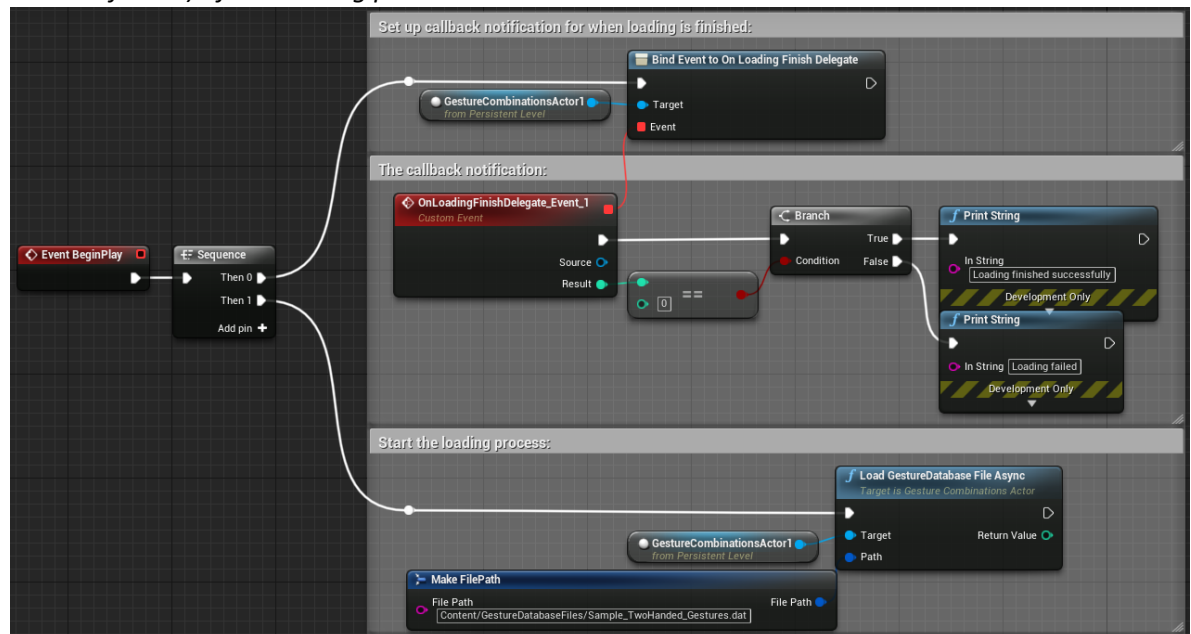 Set up callback notification for when loading is finished:
Bind Event to On Loading Finish Delegate
GestureCombinationsActor1
from Persistent Level
Target
Event
The callback notification:
OnLoadingFinishDelegate_Event_1
Custom Event
Source
Result
==
0
Branch
True
Condition
False
Print String
In String
Loading finished successfully
Development Only
Print String
In String Loading failed
Development Only
Event BeginPlay
Sequence
Then 0
Then 1
Add pin +
Start the loading process:
Load GestureDatabase File Async
Target is Gesture Combinations Actor
Target
Return Value
Path
GestureCombinationsActor1
from Persistent Level
Make FilePath
File Path
Content/GestureDatabaseFiles/Sample_TwoHanded_Gestures.dat
File Path